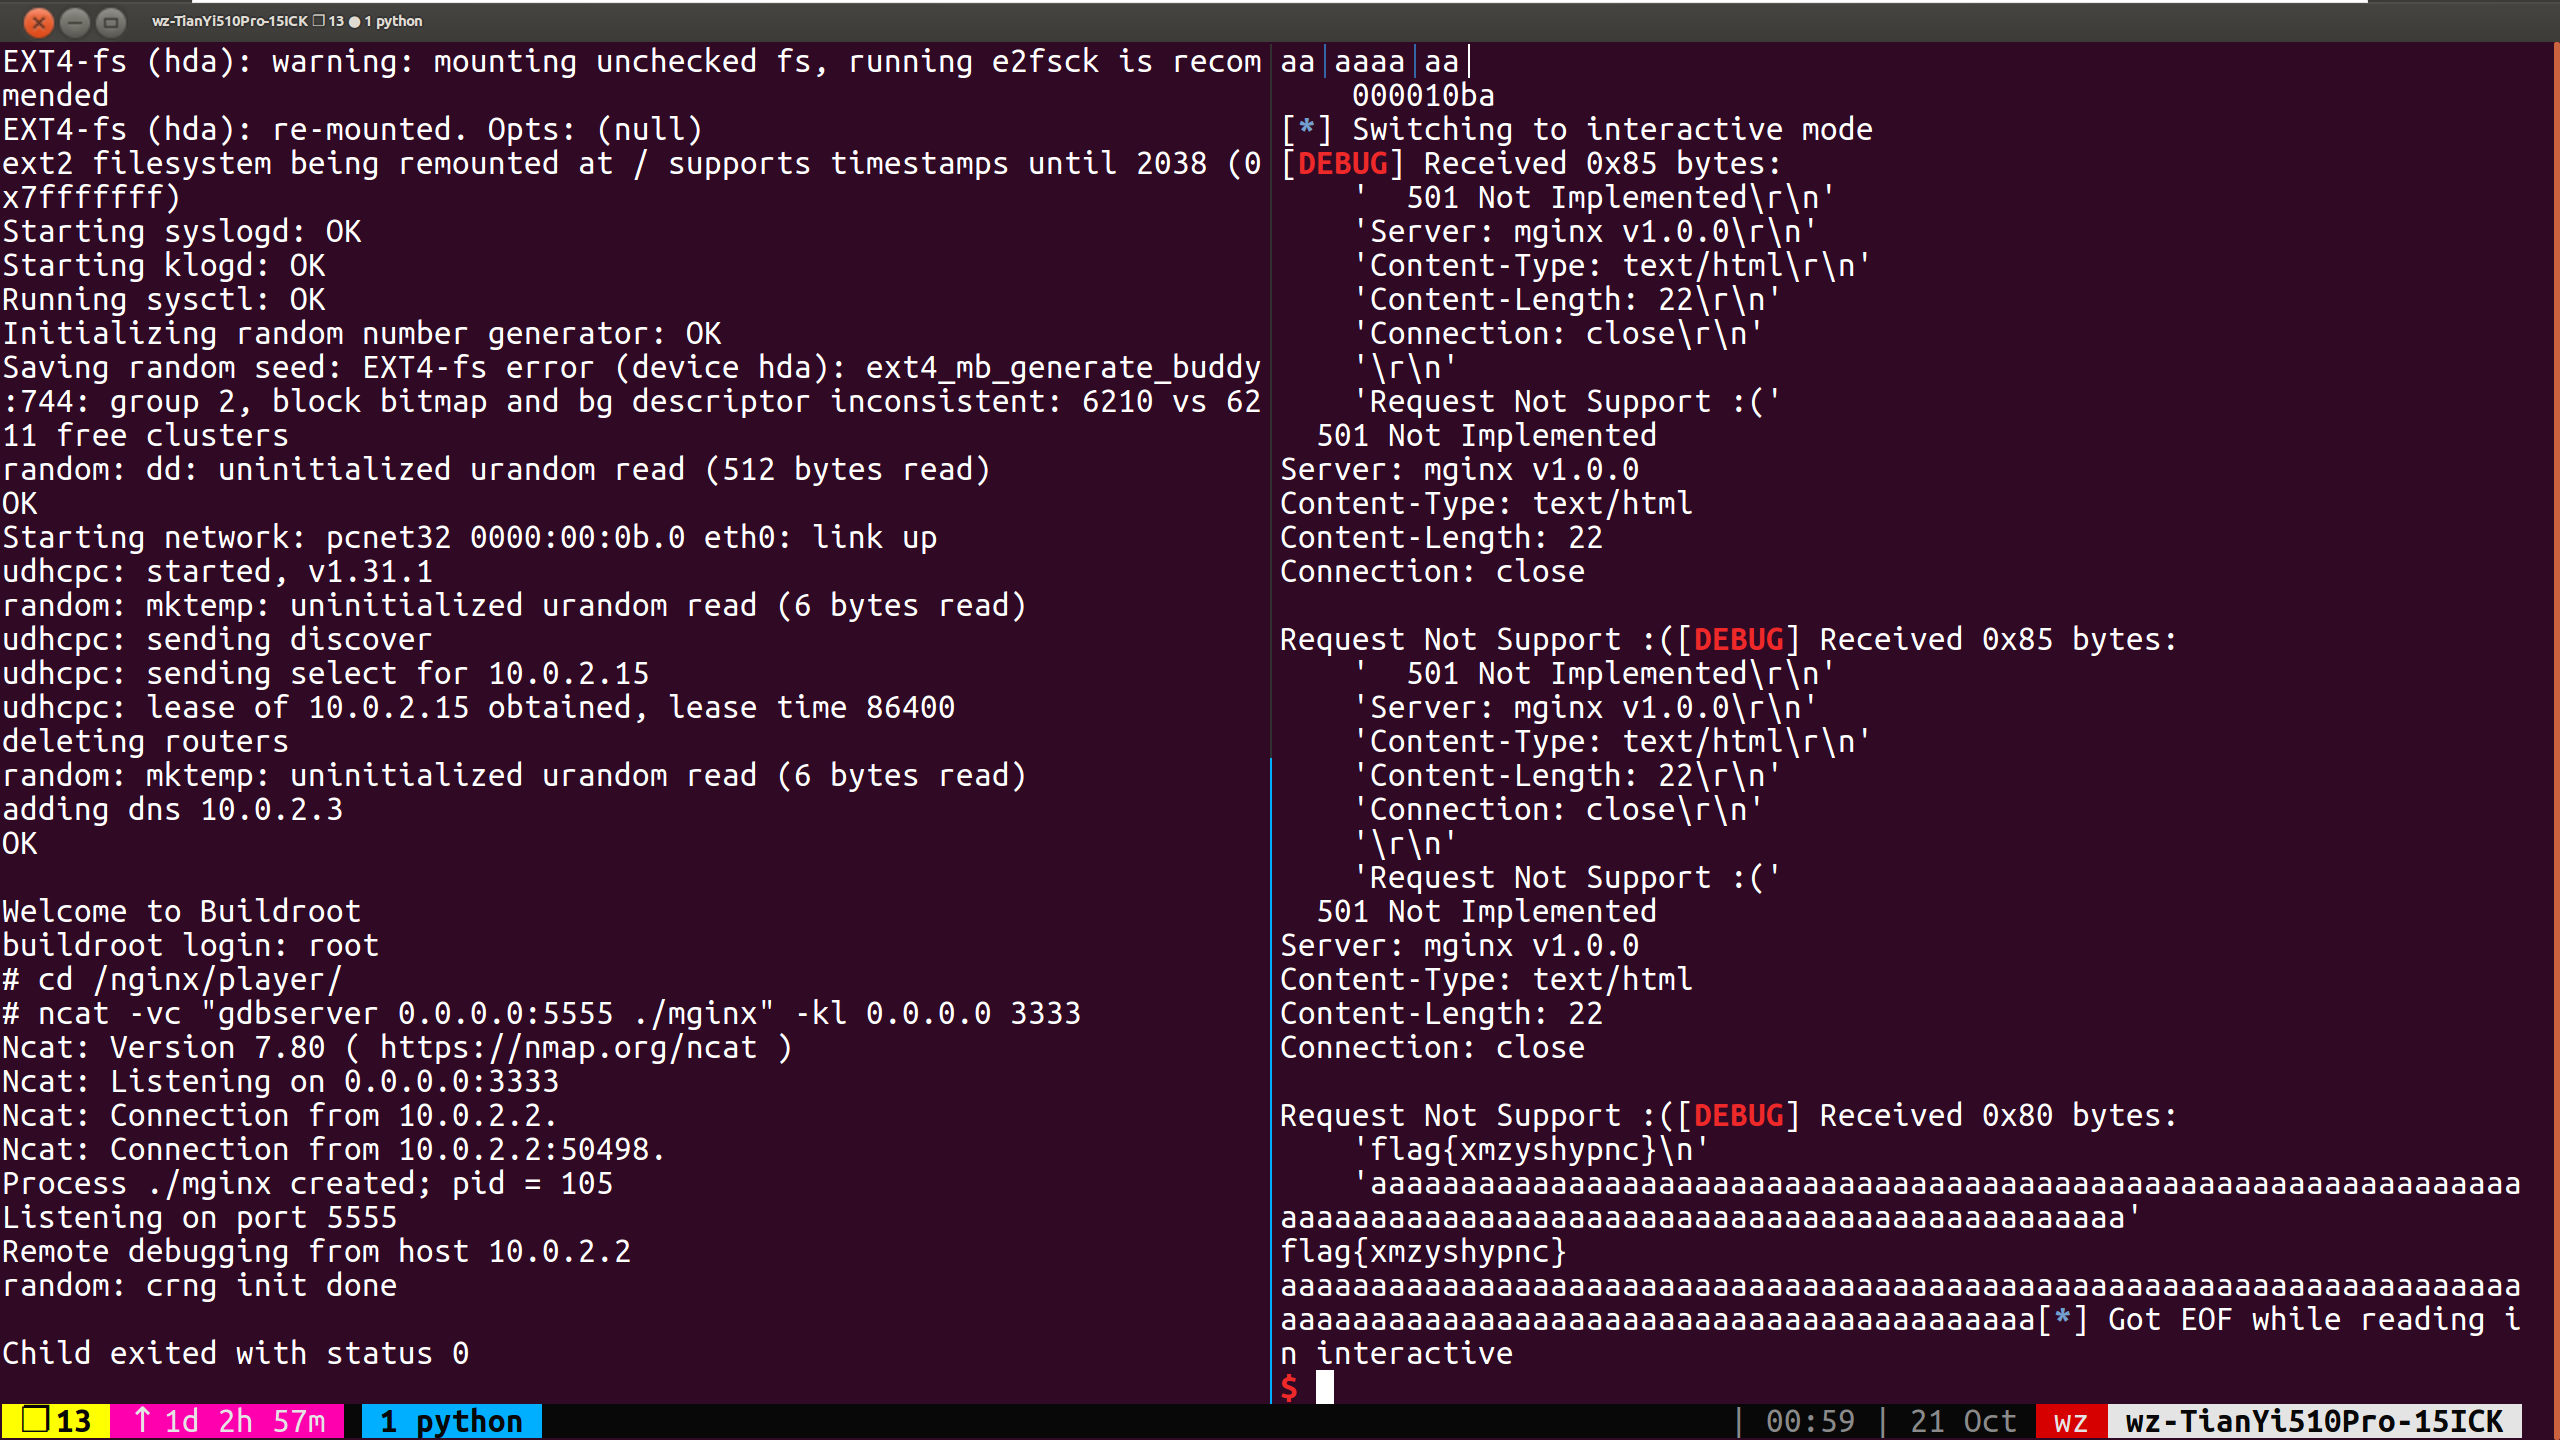 wz-TianYi510Pro-15ICK ❐ 13 ● 1 python
EXT4-fs (hda): warning: mounting unchecked fs, running e2fsck is recom
mended
EXT4-fs (hda): re-mounted. Opts: (null)
ext2 filesystem being remounted at / supports timestamps until 2038 (0
x7fffffff)
Starting syslogd: OK
Starting klogd: OK
Running sysctl: OK
Initializing random number generator: OK
Saving random seed: EXT4-fs error (device hda): ext4_mb_generate_buddy
:744: group 2, block bitmap and bg descriptor inconsistent: 6210 vs 62
11 free clusters
random: dd: uninitialized urandom read (512 bytes read)
OK
Starting network: pcnet32 0000:00:0b.0 eth0: link up
udhcpc: started, v1.31.1
random: mktemp: uninitialized urandom read (6 bytes read)
udhcpc: sending discover
udhcpc: sending select for 10.0.2.15
udhcpc: lease of 10.0.2.15 obtained, lease time 86400
deleting routers
random: mktemp: uninitialized urandom read (6 bytes read)
adding dns 10.0.2.3
OK
Welcome to Buildroot
buildroot login: root
# cd /nginx/player/
# ncat -vc "gdbserver 0.0.0.0:5555 ./mginx" -kl 0.0.0.0 3333
Ncat: Version 7.80 ( https://nmap.org/ncat )
Ncat: Listening on 0.0.0.0:3333
Ncat: Connection from 10.0.2.2.
Ncat: Connection from 10.0.2.2:50498.
Process ./mginx created; pid = 105
Listening on port 5555
Remote debugging from host 10.0.2.2
random: crng init done
Child exited with status 0
aa│aaaa│aa│
    000010ba
[*] Switching to interactive mode
[DEBUG] Received 0x85 bytes:
    '  501 Not Implemented\r\n'
    'Server: mginx v1.0.0\r\n'
    'Content-Type: text/html\r\n'
    'Content-Length: 22\r\n'
    'Connection: close\r\n'
    '\r\n'
    'Request Not Support :('
  501 Not Implemented
Server: mginx v1.0.0
Content-Type: text/html
Content-Length: 22
Connection: close
Request Not Support :([DEBUG] Received 0x85 bytes:
    '  501 Not Implemented\r\n'
    'Server: mginx v1.0.0\r\n'
    'Content-Type: text/html\r\n'
    'Content-Length: 22\r\n'
    'Connection: close\r\n'
    '\r\n'
    'Request Not Support :('
  501 Not Implemented
Server: mginx v1.0.0
Content-Type: text/html
Content-Length: 22
Connection: close
Request Not Support :([DEBUG] Received 0x80 bytes:
    'flag{xmzyshypnc}\n'
    'aaaaaaaaaaaaaaaaaaaaaaaaaaaaaaaaaaaaaaaaaaaaaaaaaaaaaaaaaaaaaaaa
aaaaaaaaaaaaaaaaaaaaaaaaaaaaaaaaaaaaaaaaaaaaaaa'
flag{xmzyshypnc}
aaaaaaaaaaaaaaaaaaaaaaaaaaaaaaaaaaaaaaaaaaaaaaaaaaaaaaaaaaaaaaaaaaaaa
aaaaaaaaaaaaaaaaaaaaaaaaaaaaaaaaaaaaaaaaaa[*] Got EOF while reading i
n interactive
$
❐ 13 ↑ 1d 2h 57m 1 python | 00:59 | 21 Oct wz wz-TianYi510Pro-15ICK